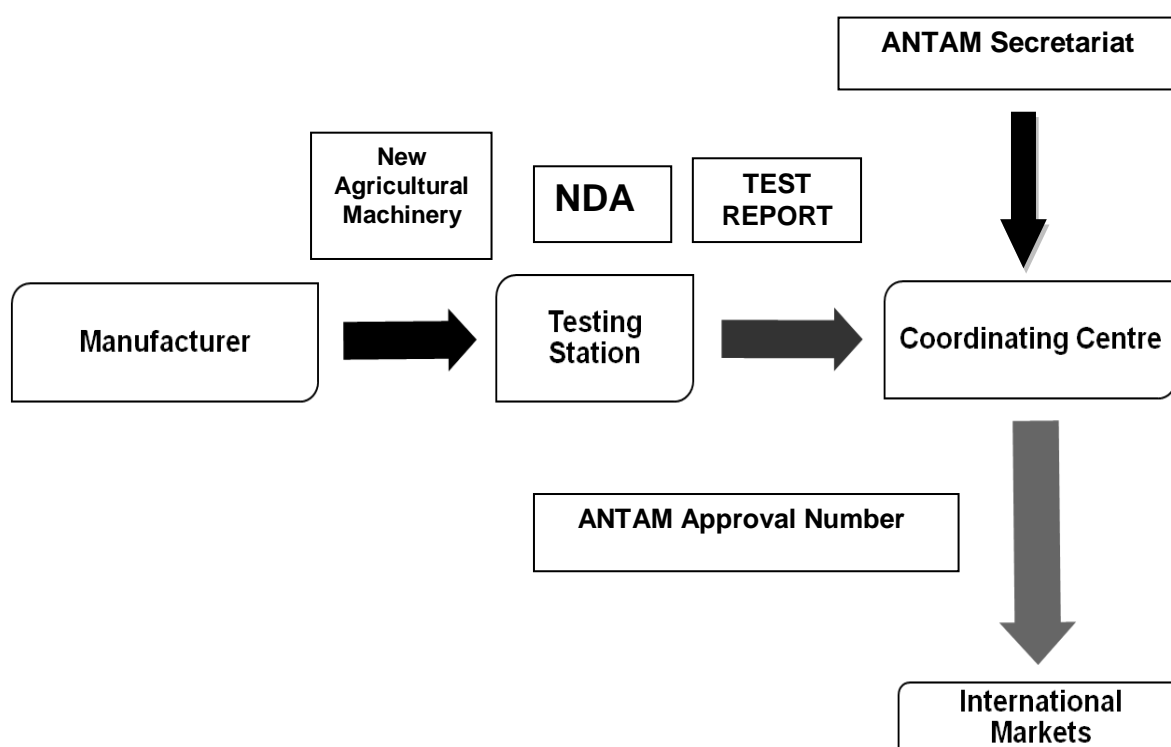 ANTAM Secretariat
New
Agricultural
Machinery
NDA
TEST
REPORT
Manufacturer
Testing
Station
Coordinating Centre
ANTAM Approval Number
International
Markets